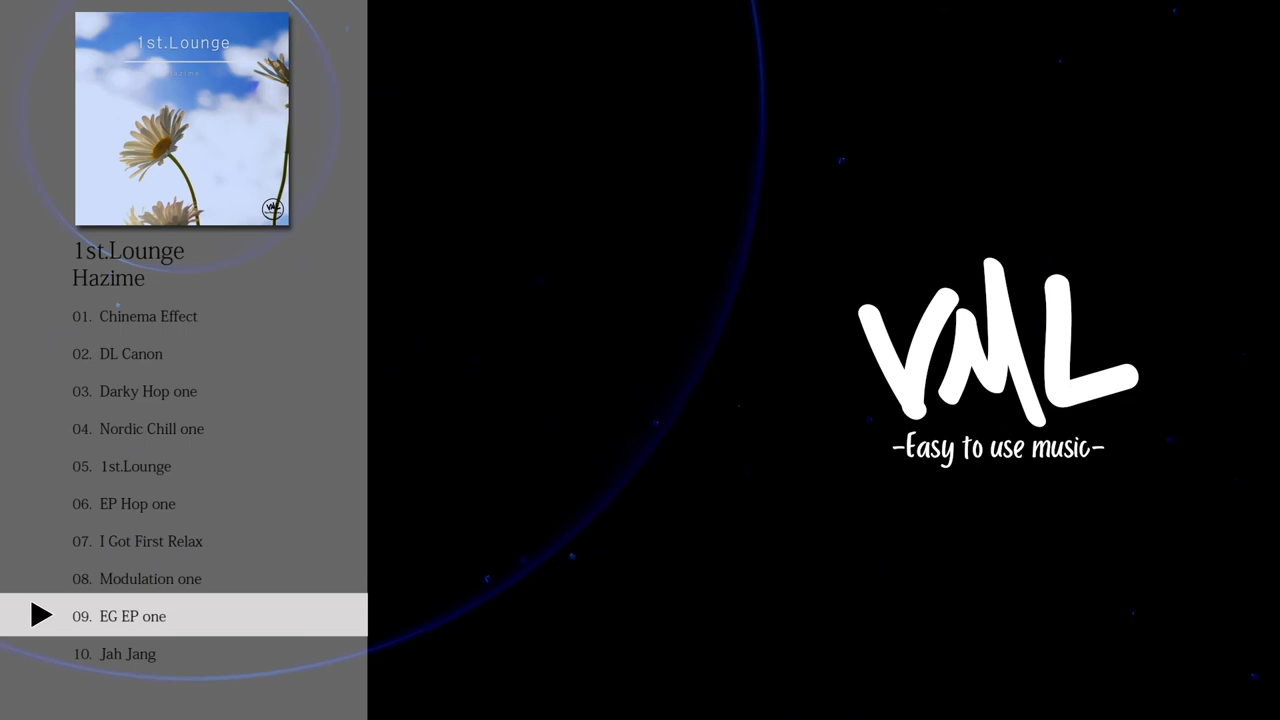 1st.Lounge
Hazime
VML
1st.Lounge
Hazime
01. Chinema Effect
02. DL Canon
03. Darky Hop one
04. Nordic Chill one
05. 1st.Lounge
06. EP Hop one
07. I Got First Relax
08. Modulation one
09. EG EP one
10. Jah Jang
VML
-Easy to use music-